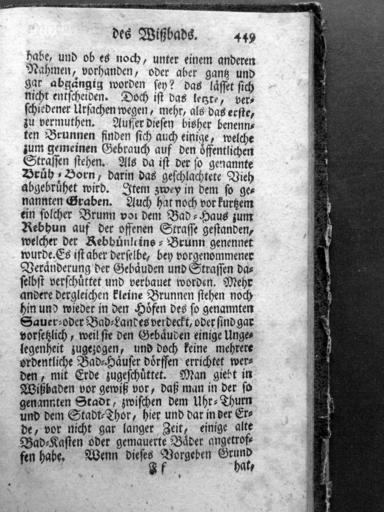 des Wißbads. 449
habe, und ob es noch, unter einem anderen
Nahmen, vorhanden, oder aber gantz und
gar abgängig worden sey? das lässet sich
nicht entscheiden. Doch ist das letzte, ver-
schiedener Ursachen wegen, mehr, als das erste,
zu vermuthen. Ausser diesen bisher benenn-
ten Brunnen finden sich auch einige, welche
zum gemeinen Gebrauch auf den öffentlichen
Strassen stehen. Als da ist der so genannte
Brüh-Born, darin das geschlachtete Vieh
abgebrühet wird. Item zwey in dem so ge-
nannten Graben. Auch hat noch vor kurtzem
ein solcher Brunn vor dem Bad-Haus zum
Rebhun auf der offenen Strasse gestanden,
welcher der Rebhünleins-Brunn genennet
wurde. Es ist aber derselbe, bey vorgenommener
Veränderung der Gebäuden und Strassen da-
selbst verschüttet und verbauet worden. Mehr
andere dergleichen kleine Brunnen stehen noch
hin und wieder in den Höfen des so genannten
Sauer-oder Bad-Landes verdeckt, oder sind gar
vorsetzlich, weil sie den Gebäuden einige Unge-
legenheit zugezogen, und doch keine mehrere
ordentliche Bad-Häuser dörffen errichtet wer-
den, mit Erde zugeschüttet. Man giebt in
Wißbaden vor gewiß vor, daß man in der so
genannten Stadt, zwischen dem Uhr-Thurn
und dem Stadt-Thor, hier und dar in der Er-
de, vor nicht gar langer Zeit, einige alte
Bad-Kasten oder gemauerte Bäder angetrof-
fen habe. Wenn dieses Vorgeben Grund
F f hat,